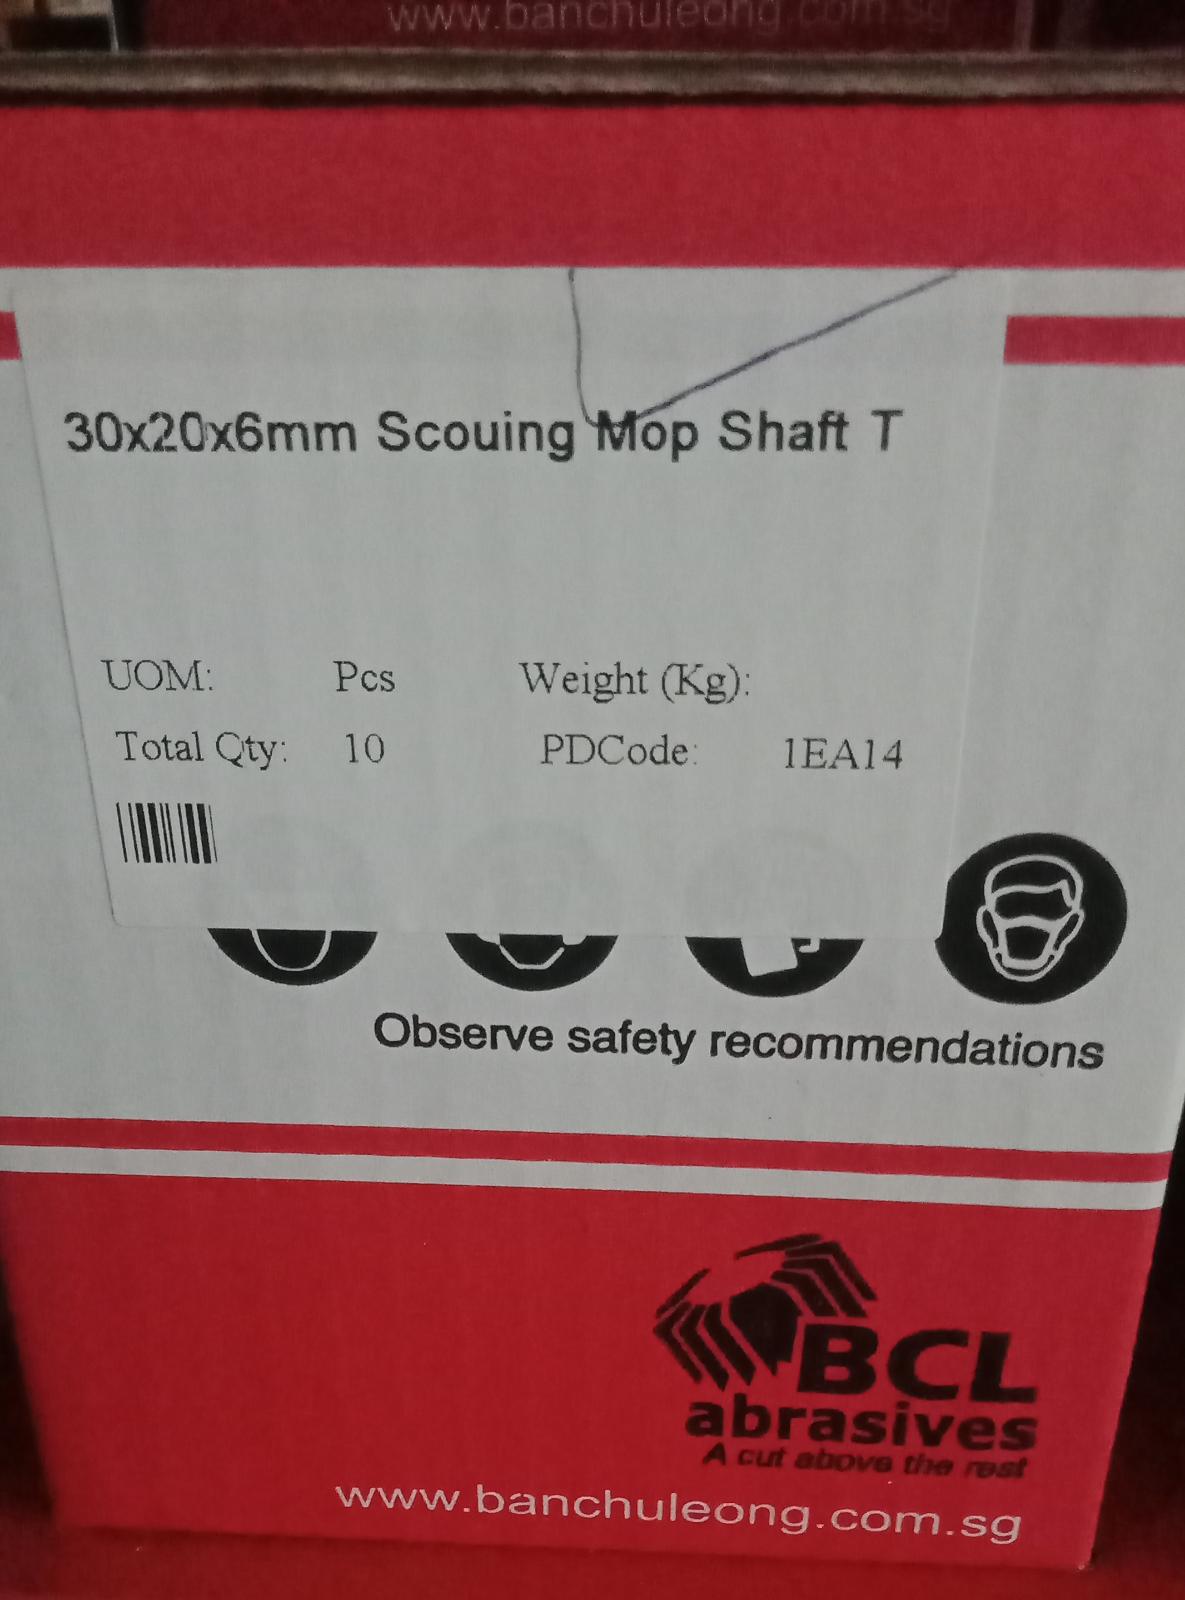 www.banchuleong.com.sg
30x20x6mm Scouing Mop Shaft T
UOM: Pcs Weight (Kg):
Total Qty: 10 PDCode: 1EA14
Observe safety recommendations
BCL
abrasives
A cut above the rest
www.banchuleong.com.sg